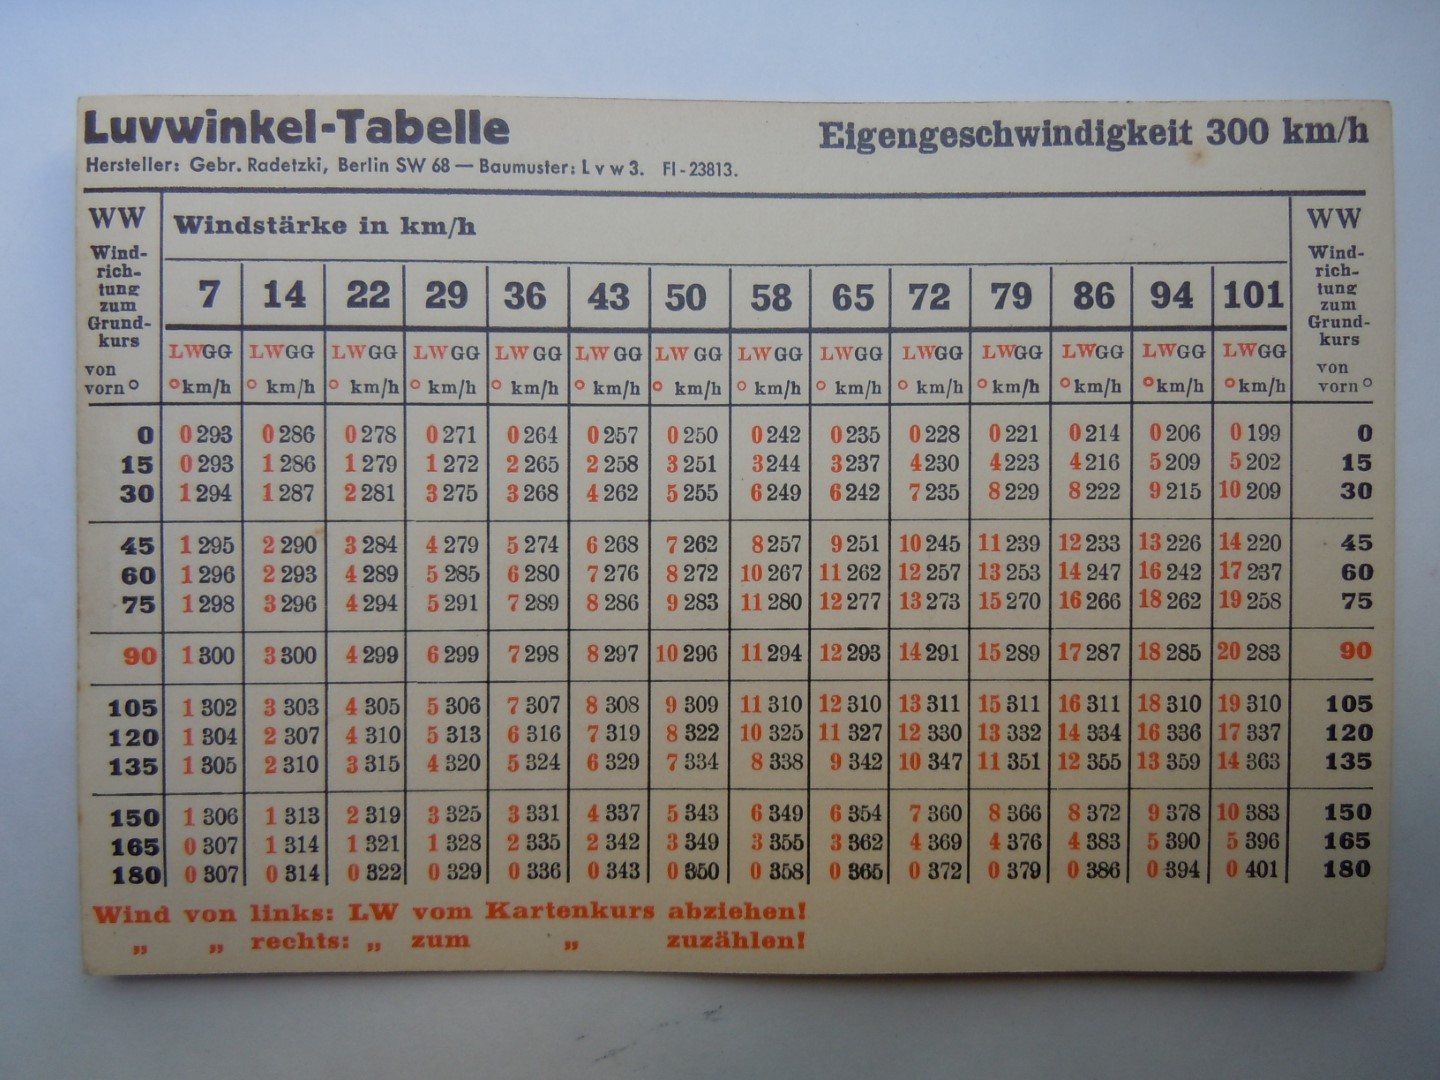 Luvwinkel-Tabelle Eigengeschwindigkeit 300 km/h
Hersteller: Gebr. Radetzki, Berlin SW 68 — Baumuster: L v w 3. Fl-23813.
WW Windstärke in km/h WW
Wind- Wind-
rich- rich-
tung tung
zum zum
Grund- Grund-
kurs kurs
von von
vorn ° vorn °
7 14 22 29 36 43 50 58 65 72 79 86 94 101
LW GG LW GG LW GG LW GG LW GG LW GG LW GG LW GG LW GG LW GG LW GG LW GG LW GG LW GG
° km/h ° km/h ° km/h ° km/h ° km/h ° km/h ° km/h ° km/h ° km/h ° km/h ° km/h ° km/h ° km/h ° km/h
0 0 293 0 286 0 278 0 271 0 264 0 257 0 250 0 242 0 235 0 228 0 221 0 214 0 206 0 199 0
15 0 293 1 286 1 279 1 272 2 265 2 258 3 251 3 244 3 237 4 230 4 223 4 216 5 209 5 202 15
30 1 294 1 287 2 281 3 275 3 268 4 262 5 255 6 249 6 242 7 235 8 229 8 222 9 215 10 209 30
45 1 295 2 290 3 284 4 279 5 274 6 268 7 262 8 257 9 251 10 245 11 239 12 233 13 226 14 220 45
60 1 296 2 293 4 289 5 285 6 280 7 276 8 272 10 267 11 262 12 257 13 253 14 247 16 242 17 237 60
75 1 298 3 296 4 294 5 291 7 289 8 286 9 283 11 280 12 277 13 273 15 270 16 266 18 262 19 258 75
90 1 300 3 300 4 299 6 299 7 298 8 297 10 296 11 294 12 293 14 291 15 289 17 287 18 285 20 283 90
105 1 302 3 303 4 305 5 306 7 307 8 308 9 309 11 310 12 310 13 311 15 311 16 311 18 310 19 310 105
120 1 304 2 307 4 310 5 313 6 316 7 319 8 322 10 325 11 327 12 330 13 332 14 334 16 336 17 337 120
135 1 305 2 310 3 315 4 320 5 324 6 329 7 334 8 338 9 342 10 347 11 351 12 355 13 359 14 363 135
150 1 306 1 313 2 319 3 325 3 331 4 337 5 343 6 349 6 354 7 360 8 366 8 372 9 378 10 383 150
165 0 307 1 314 1 321 1 328 2 335 2 342 3 349 3 355 3 362 4 369 4 376 4 383 5 390 5 396 165
180 0 307 0 314 0 322 0 329 0 336 0 343 0 350 0 358 0 365 0 372 0 379 0 386 0 394 0 401 180
Wind von links: LW vom Kartenkurs abziehen!
„ „ rechts: „ zum „ zuzählen!